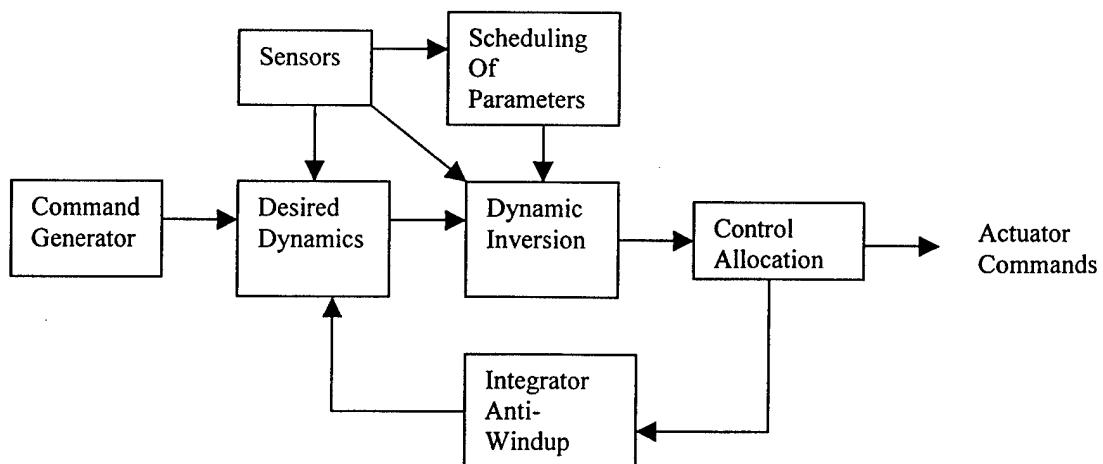 Sensors
Scheduling
Of
Parameters
Command
Generator
Desired
Dynamics
Dynamic
Inversion
Control
Allocation
Actuator
Commands
Integrator
Anti-
Windup